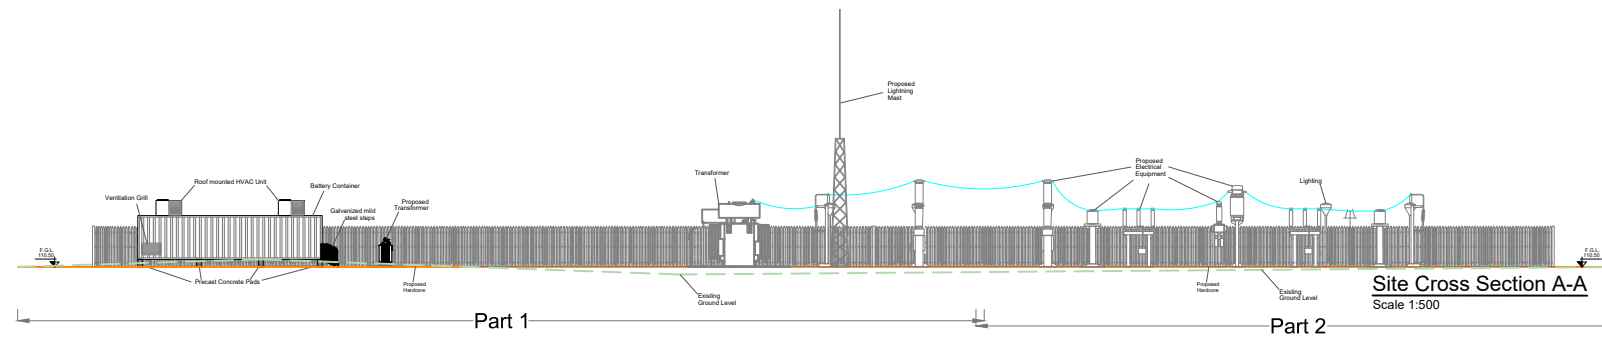 Proposed
Lightning
Mast
Proposed
Electrical
Equipment
Transformer
Lighting
Roof mounted HVAC Unit
Battery Container
Ventilation Grill
Proposed
Transformer
Galvanized mild
steel steps
F.G.L.
110.50
F.G.L.
110.50
Precast Concrete Pads
Proposed
Hardcore
Existing
Ground Level
Proposed
Hardcore
Existing
Ground Level
Site Cross Section A-A
Scale 1:500
Part 1
Part 2